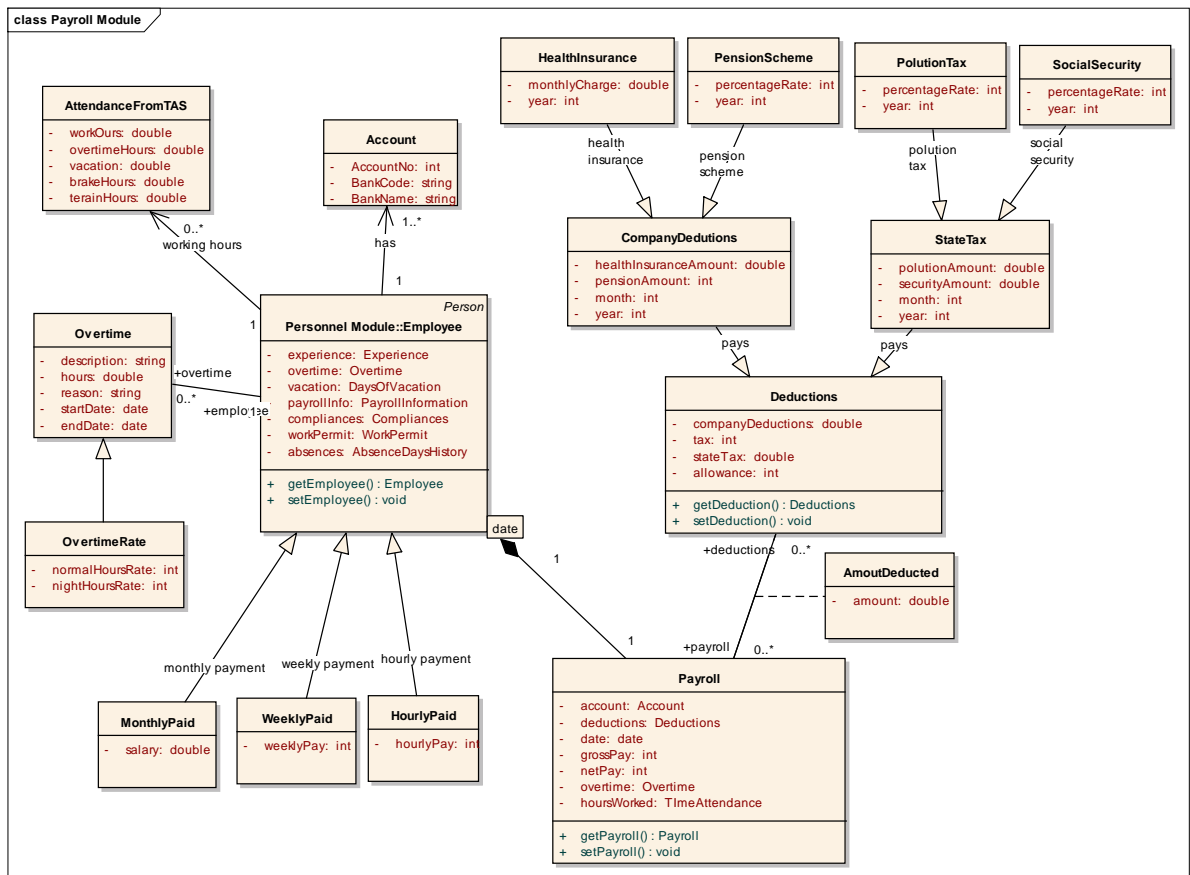 class Payroll Module
HealthInsurance
- monthlyCharge: double
- year: int
PensionScheme
- percentageRate: int
- year: int
PolutionTax
- percentageRate: int
- year: int
SocialSecurity
- percentageRate: int
- year: int
AttendanceFromTAS
- workOurs: double
- overtimeHours: double
- vacation: double
- brakeHours: double
- terainHours: double
Account
- AccountNo: int
- BankCode: string
- BankName: string
health
insurance
pension
scheme
polution
tax
social
security
0..*
working hours
1..*
has
1
1
CompanyDedutions
- healthInsuranceAmount: double
- pensionAmount: int
- month: int
- year: int
StateTax
- polutionAmount: double
- securityAmount: double
- month: int
- year: int
pays
pays
Person
Personnel Module::Employee
- experience: Experience
- overtime: Overtime
- vacation: DaysOfVacation
- payrollInfo: PayrollInformation
- compliances: Compliances
- workPermit: WorkPermit
- absences: AbsenceDaysHistory
+ getEmployee() : Employee
+ setEmployee() : void
Overtime
- description: string
- hours: double
- reason: string
- startDate: date
- endDate: date
+overtime
0..*
+employee
1
Deductions
- companyDeductions: double
- tax: int
- stateTax: double
- allowance: int
+ getDeduction() : Deductions
+ setDeduction() : void
OvertimeRate
- normalHoursRate: int
- nightHoursRate: int
date
1
1
+deductions
0..*
AmoutDeducted
- amount: double
+payroll
0..*
monthly payment
weekly payment
hourly payment
MonthlyPaid
- salary: double
WeeklyPaid
- weeklyPay: int
HourlyPaid
- hourlyPay: int
Payroll
- account: Account
- deductions: Deductions
- date: date
- grossPay: int
- netPay: int
- overtime: Overtime
- hoursWorked: TImeAttendance
+ getPayroll() : Payroll
+ setPayroll() : void